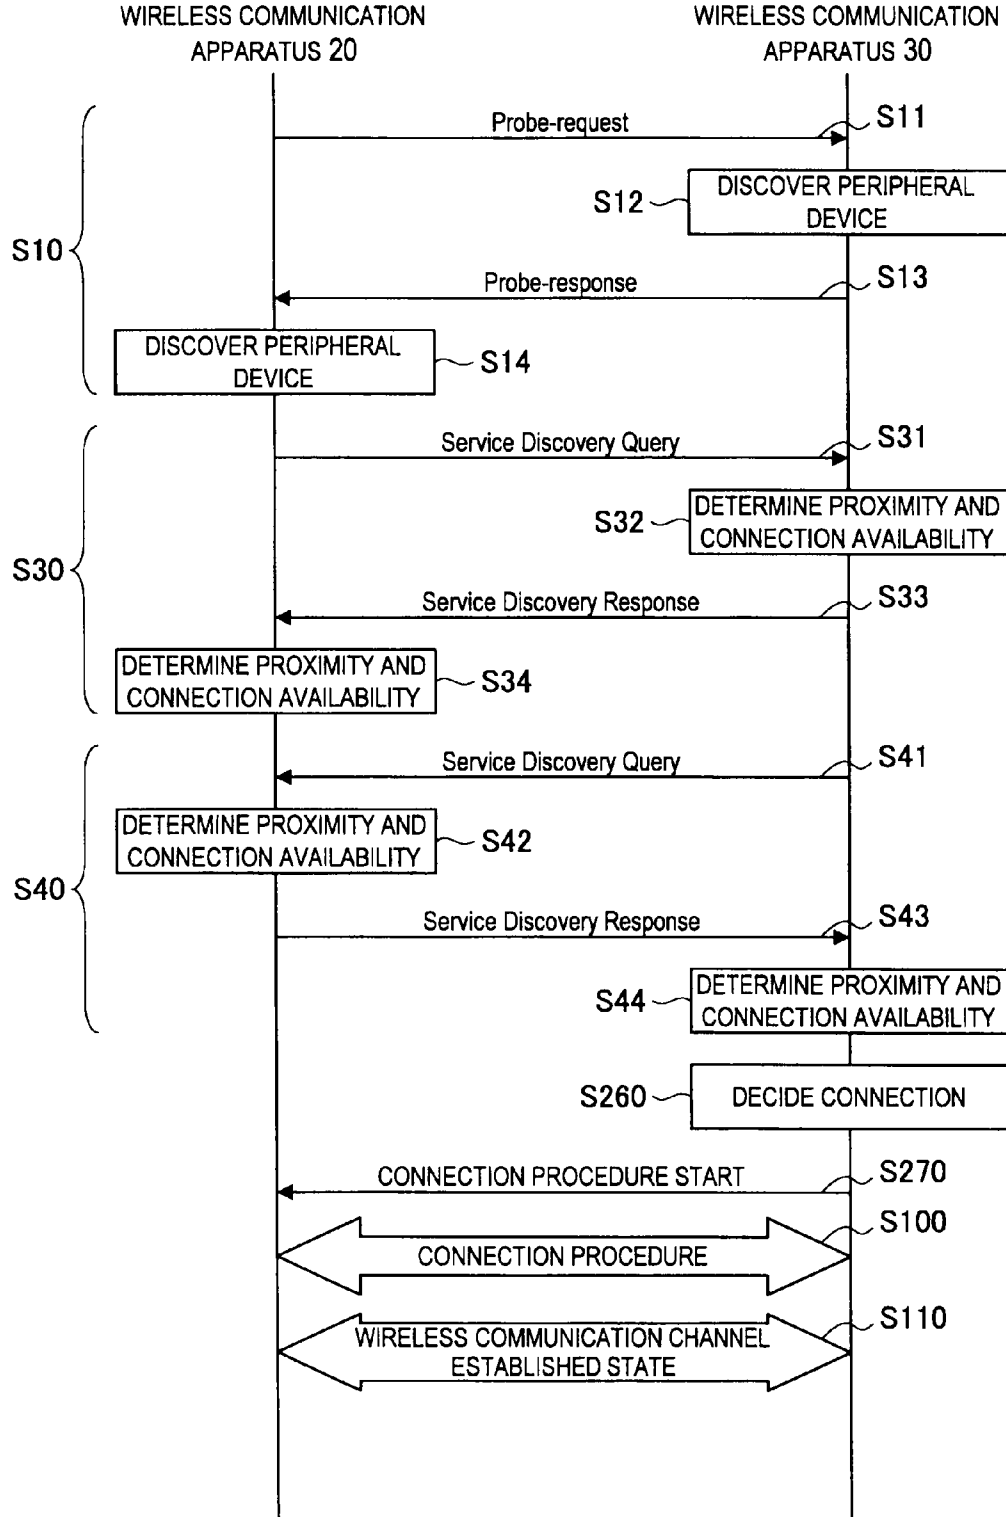 WIRELESS COMMUNICATION
APPARATUS 20
WIRELESS COMMUNICATION
APPARATUS 30
S10
Probe-request
S11
S12
DISCOVER PERIPHERAL
DEVICE
Probe-response
S13
DISCOVER PERIPHERAL
DEVICE
S14
S30
Service Discovery Query
S31
S32
DETERMINE PROXIMITY AND
CONNECTION AVAILABILITY
Service Discovery Response
S33
DETERMINE PROXIMITY AND
CONNECTION AVAILABILITY
S34
S40
Service Discovery Query
S41
DETERMINE PROXIMITY AND
CONNECTION AVAILABILITY
S42
Service Discovery Response
S43
S44
DETERMINE PROXIMITY AND
CONNECTION AVAILABILITY
S260
DECIDE CONNECTION
CONNECTION PROCEDURE START
S270
CONNECTION PROCEDURE
S100
WIRELESS COMMUNICATION CHANNEL
ESTABLISHED STATE
S110